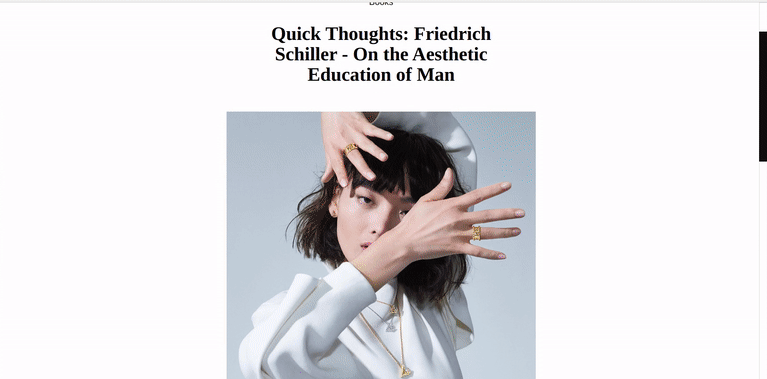 Books
Quick Thoughts: Friedrich
Schiller - On the Aesthetic
Education of Man